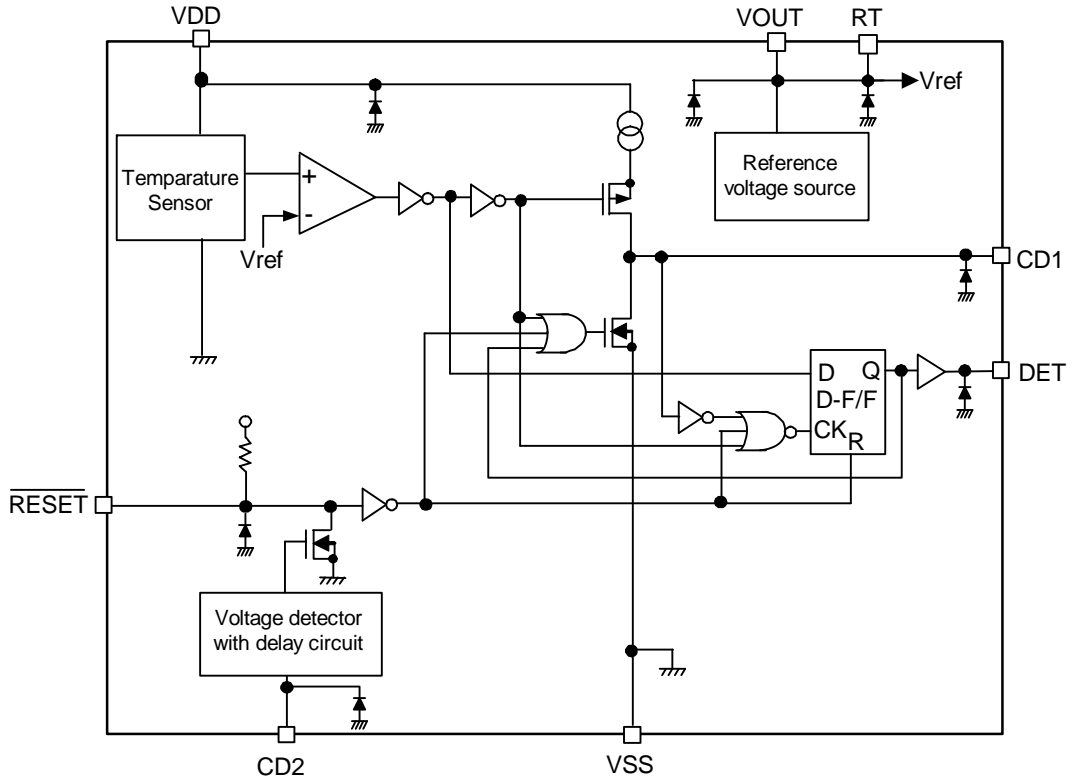 VDD
VOUT
RT
Vref
Temparature
Sensor
+
-
Vref
Reference
voltage source
CD1
D
Q
D-F/F
CK
R
DET
RESET
Voltage detector
with delay circuit
CD2
VSS